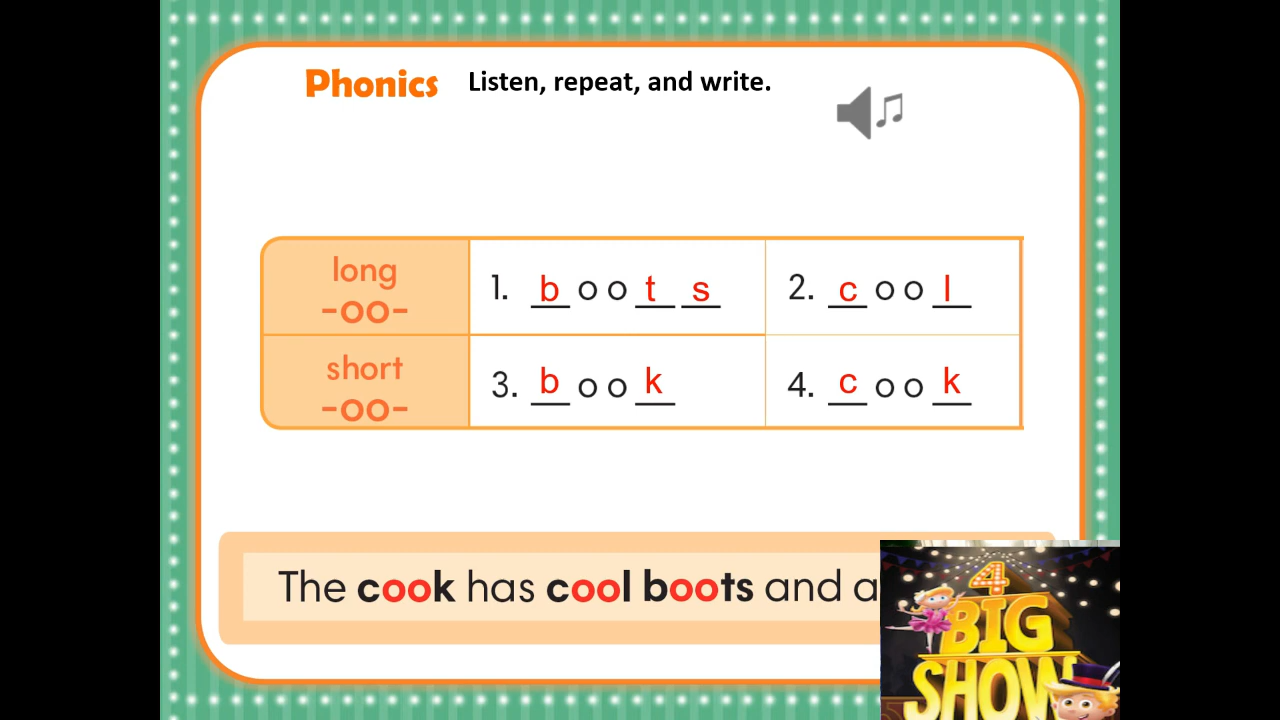 Phonics Listen, repeat, and write.
long 1. b o o t s 2. c o o l
-oo-
short 3. b o o k 4. c o o k
-oo-
The cook has cool boots and a
4
BIG
SHOW